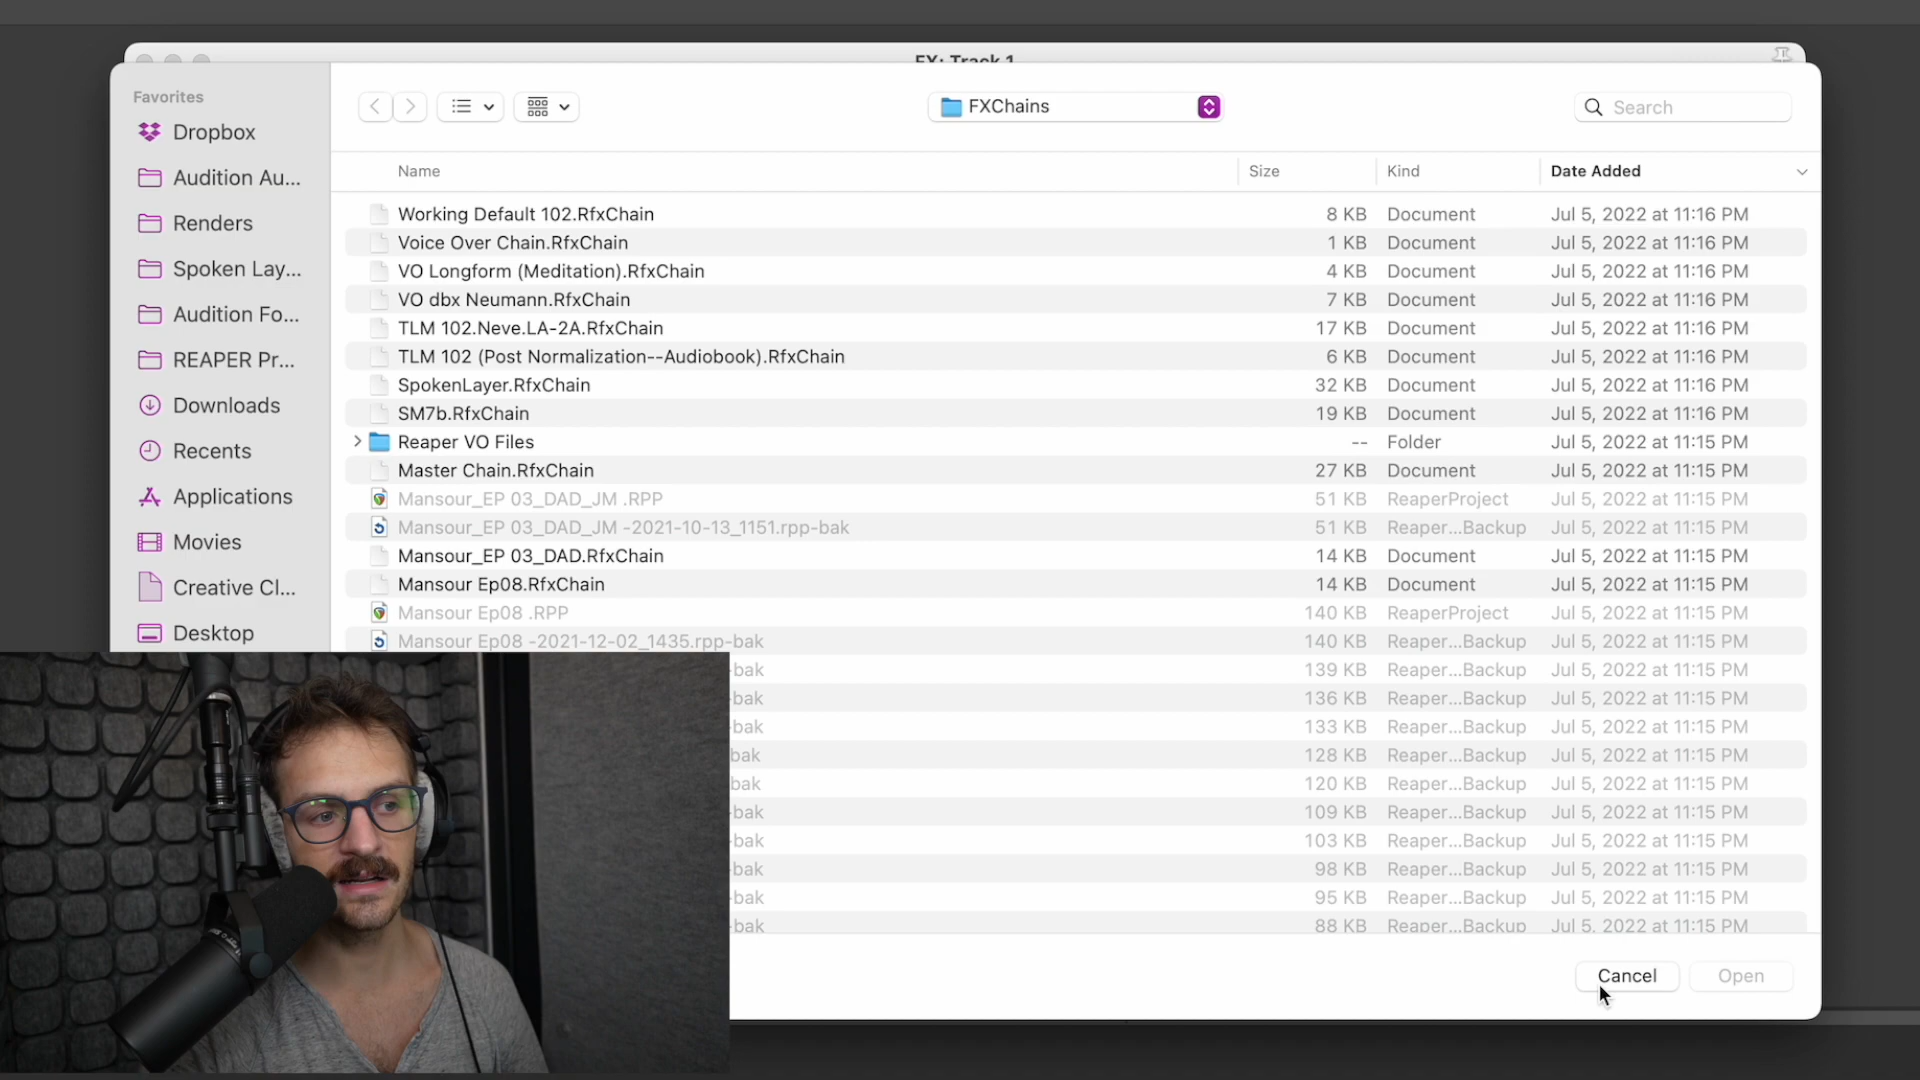 FX: Track 1
Favorites
Dropbox
Audition Au...
Renders
Spoken Lay...
Audition Fo...
REAPER Pr...
Downloads
Recents
Applications
Movies
Creative Cl...
Desktop
FXChains
Search
Name Size Kind Date Added
Working Default 102.RfxChain 8 KB Document Jul 5, 2022 at 11:16 PM
Voice Over Chain.RfxChain 1 KB Document Jul 5, 2022 at 11:16 PM
VO Longform (Meditation).RfxChain 4 KB Document Jul 5, 2022 at 11:16 PM
VO dbx Neumann.RfxChain 7 KB Document Jul 5, 2022 at 11:16 PM
TLM 102.Neve.LA-2A.RfxChain 17 KB Document Jul 5, 2022 at 11:16 PM
TLM 102 (Post Normalization--Audiobook).RfxChain 6 KB Document Jul 5, 2022 at 11:16 PM
SpokenLayer.RfxChain 32 KB Document Jul 5, 2022 at 11:16 PM
SM7b.RfxChain 19 KB Document Jul 5, 2022 at 11:16 PM
Reaper VO Files -- Folder Jul 5, 2022 at 11:15 PM
Master Chain.RfxChain 27 KB Document Jul 5, 2022 at 11:15 PM
Mansour_EP 03_DAD_JM .RPP 51 KB ReaperProject Jul 5, 2022 at 11:15 PM
Mansour_EP 03_DAD_JM -2021-10-13_1151.rpp-bak 51 KB Reaper...Backup Jul 5, 2022 at 11:15 PM
Mansour_EP 03_DAD.RfxChain 14 KB Document Jul 5, 2022 at 11:15 PM
Mansour Ep08.RfxChain 14 KB Document Jul 5, 2022 at 11:15 PM
Mansour Ep08 .RPP 140 KB ReaperProject Jul 5, 2022 at 11:15 PM
Mansour Ep08 -2021-12-02_1435.rpp-bak 140 KB Reaper...Backup Jul 5, 2022 at 11:15 PM
-bak 139 KB Reaper...Backup Jul 5, 2022 at 11:15 PM
-bak 136 KB Reaper...Backup Jul 5, 2022 at 11:15 PM
-bak 133 KB Reaper...Backup Jul 5, 2022 at 11:15 PM
bak 128 KB Reaper...Backup Jul 5, 2022 at 11:15 PM
bak 120 KB Reaper...Backup Jul 5, 2022 at 11:15 PM
-bak 109 KB Reaper...Backup Jul 5, 2022 at 11:15 PM
-bak 103 KB Reaper...Backup Jul 5, 2022 at 11:15 PM
-bak 98 KB Reaper...Backup Jul 5, 2022 at 11:15 PM
-bak 95 KB Reaper...Backup Jul 5, 2022 at 11:15 PM
-bak 88 KB Reaper...Backup Jul 5, 2022 at 11:15 PM
Cancel Open